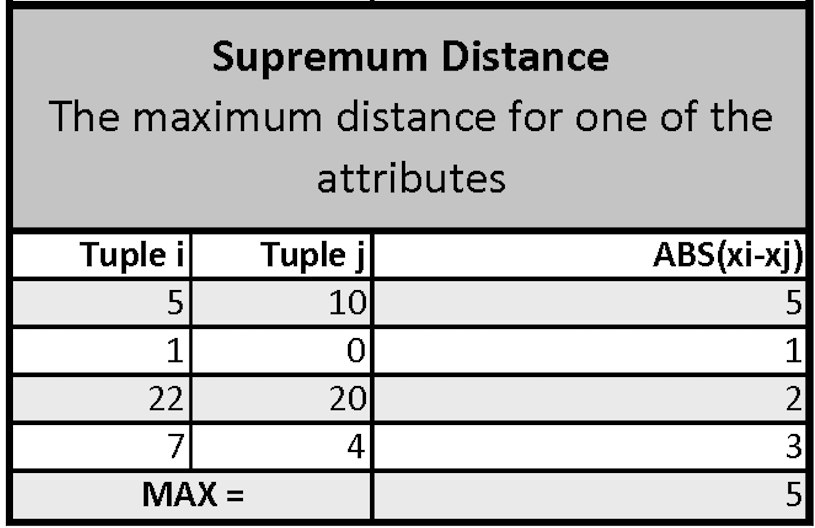 Supremum Distance
The maximum distance for one of the
attributes
Tuple i Tuple j ABS(xi-xj)
5 10 5
1 0 1
22 20 2
7 4 3
MAX = 5